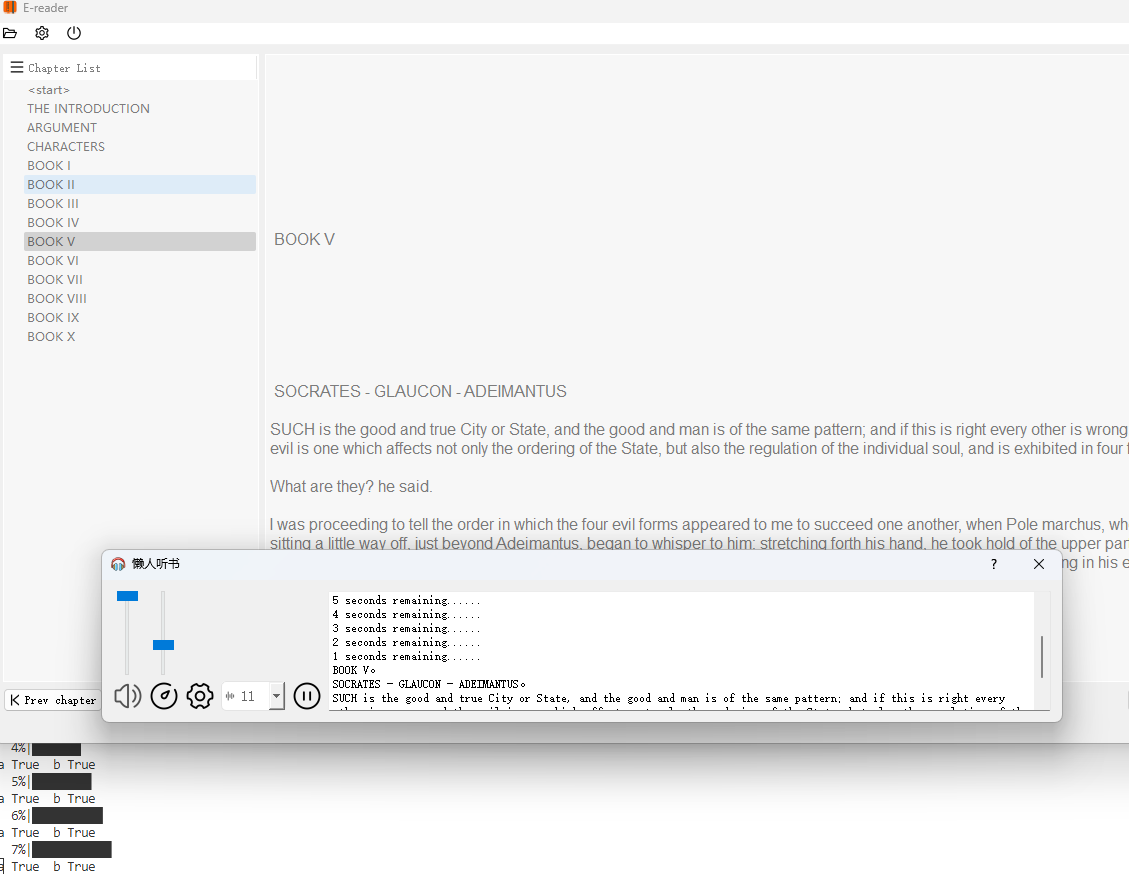 E-reader
Chapter List
<start>
THE INTRODUCTION
ARGUMENT
CHARACTERS
BOOK I
BOOK II
BOOK III
BOOK IV
BOOK V
BOOK VI
BOOK VII
BOOK VIII
BOOK IX
BOOK X
BOOK V
SOCRATES - GLAUCON - ADEIMANTUS
SUCH is the good and true City or State, and the good and man is of the same pattern; and if this is right every other is wrong
evil is one which affects not only the ordering of the State, but also the regulation of the individual soul, and is exhibited in four
What are they? he said.
I was proceeding to tell the order in which the four evil forms appeared to me to succeed one another, when Pole marchus,
sitting a little way off, just beyond Adeimantus, began to whisper to him: stretching forth his hand, he took hold of the upper
ng in his
懒人听书
?
5 seconds remaining......
4 seconds remaining......
3 seconds remaining......
2 seconds remaining......
1 seconds remaining......
BOOK V。
SOCRATES - GLAUCON - ADEIMANTUS。
SUCH is the good and true City or State, and the good and man is of the same pattern; and if this is right every
11
Prev chapter
4%|
a True b True
5%|
a True b True
6%|
a True b True
7%|
a True b True